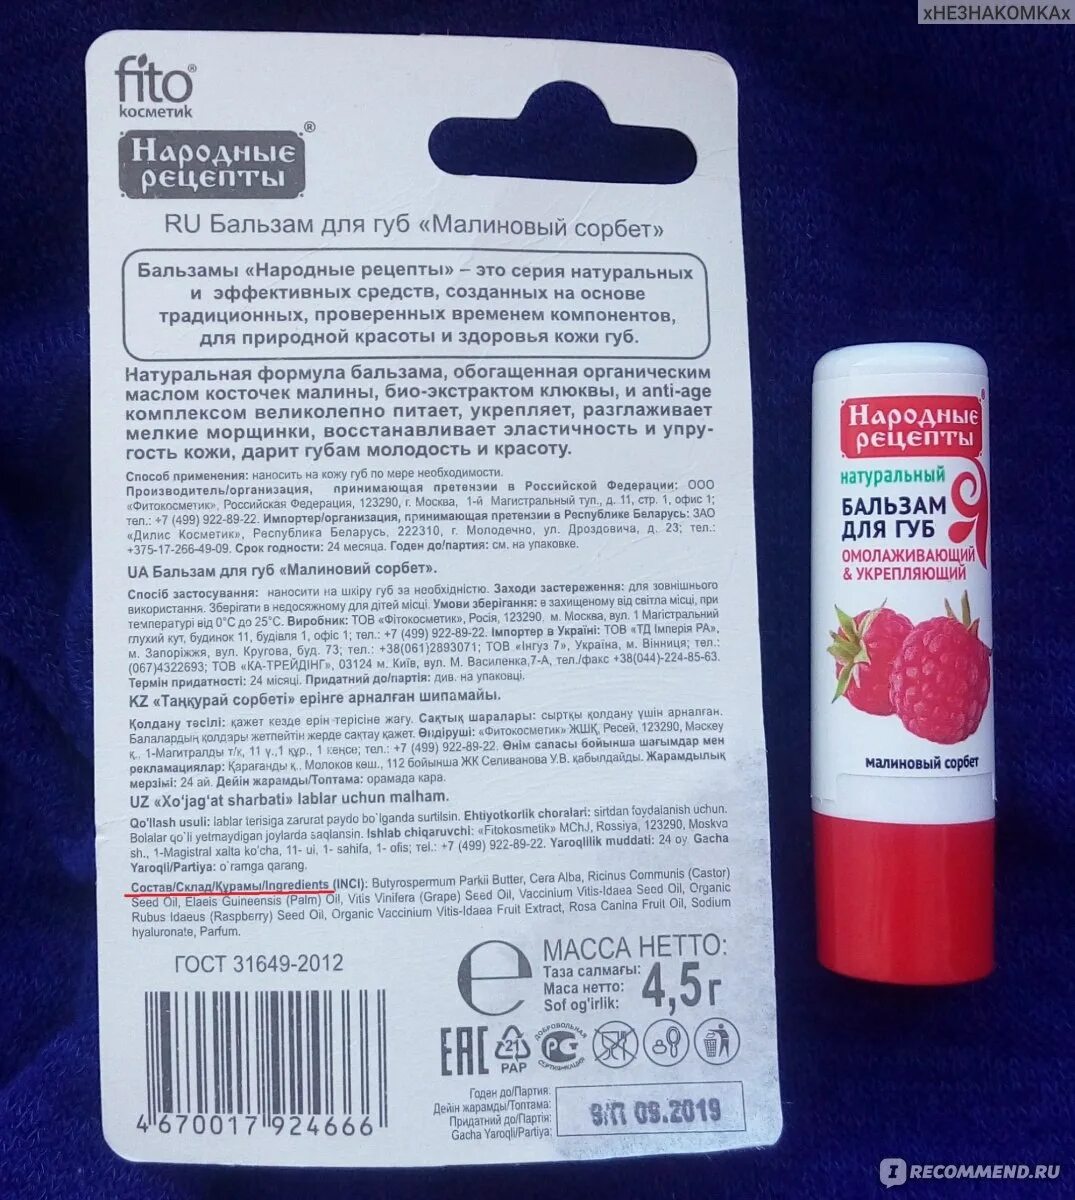 хНЕЗНАКОМКАх
fito®
косметик
Народные ®
рецепты
RU Бальзам для губ «Малиновый сорбет»
Бальзамы «Народные рецепты» – это серия натуральных
и эффективных средств, созданных на основе
традиционных, проверенных временем компонентов,
для природной красоты и здоровья кожи губ.
Натуральная формула бальзама, обогащенная органическим
маслом косточек малины, био-экстрактом клюквы, и anti-age
комплексом великолепно питает, укрепляет, разглаживает
мелкие морщинки, восстанавливает эластичность и упру-
гость кожи, дарит губам молодость и красоту.
Способ применения: наносить на кожу губ по мере необходимости.
Производитель/организация, принимающая претензии в Российской Федерации: ООО
«Фитокосметик», Российская Федерация, 123290, г. Москва, 1-й Магистральный туп., д. 11, стр. 1, офис 1;
тел.: +7 (499) 922-89-22. Импортер/организация, принимающая претензии в Республике Беларусь: ЗАО
«Дилис Косметик», Республика Беларусь, 222310, г. Молодечно, ул. Дроздовича, д. 23; тел.:
+375-17-266-49-09. Срок годности: 24 месяца. Годен до/партия: см. на упаковке.
UA Бальзам для губ «Малиновий сорбет».
Спосіб застосування: наносити на шкіру губ за необхідністю. Заходи застереження: для зовнішнього
використання. Зберігати в недосяжному для дітей місці. Умови зберігання: в захищеному від світла місці, при
температурі від 0°С до 25°С. Виробник: ТОВ «Фітокосметик», Росія, 123290, м. Москва, вул. 1 Магістральний
глухий кут, будинок 11, будівля 1, офіс 1; тел.: +7 (499) 922-89-22. Імпортер в Україні: ТОВ «ТД Імперія РА»,
м. Запоріжжя, вул. Кругова, буд. 73; тел.: +38(061)2893071; ТОВ «Інгуз 7», Україна, м. Вінниця; тел.:
(067)4322693; ТОВ «КА-ТРЕЙДІНГ», 03124 м. Київ, вул. М. Василенка,7-А, тел./факс +38(044)-224-85-63.
Термін придатності: 24 місяці. Придатний до/партія: див. на упаковці.
KZ «Таңқурай сорбеті» ерінге арналған шипамайы.
Қолдану тәсілі: қажет кезде ерін терісіне жағу. Сақтық шаралары: сыртқы қолдану үшін арналған.
Балалардың қолдары жетпейтін жерде сақтау қажет. Өндіруші: «Фитокосметик» ЖШҚ, Ресей, 123290, Маскеу
қ., 1-Магитралды т/к, 11 ү.,1 құр., 1 кеңсе; тел.: +7 (499) 922-89-22. Өнім сапасы бойынша шағымдар мен
рекламациялар: Қарағанды қ., Молоков көш., 112 бойынша ЖК Селиванова У.В. қабылдайды. Жарамдылық
мерзімі: 24 ай. Дейін жарамды/Топтама: орамада кара.
UZ «Xo'jag'at sharbati» lablar uchun malham.
Qo'llash usuli: lablar terisiga zarurat paydo bo`lganda surtilsin. Ehtiyotkorlik choralari: sirtdan foydalanish uchun.
Bolalar qo`li yetmaydigan joylarda saqlansin. Ishlab chiqaruvchi: «Fitokosmetik» MChJ, Rossiya, 123290, Moskva
sh., 1-Magistral xalta ko'cha, 11- ui, 1- sahifa, 1- ofis; tel.: +7 (499) 922-89-22. Yaroqlilik muddati: 24 oy. Gacha
Yaroqli/Partiya: o`ramga qarang.
Состав/Склад/Құрамы/Ingredients (INCI): Butyrospermum Parkii Butter, Cera Alba, Ricinus Communis (Castor)
Seed Oil, Elaeis Guineensis (Palm) Oil, Vitis Vinifera (Grape) Seed Oil, Vaccinium Vitis-Idaea Seed Oil, Organic
Rubus Idaeus (Raspberry) Seed Oil, Organic Vaccinium Vitis-Idaea Fruit Extract, Rosa Canina Fruit Oil, Sodium
hyaluronate, Parfum.
ГОСТ 31649-2012
4 670017 924666
МАССА НЕТТО:
Таза салмағы:
Маса нетто:
Sof og'irlik:
4,5 г
ЕАС
21
PAP
ДОБРОВОЛЬНАЯ
РС
СЕРТИФИКАЦИЯ
Годен до/Партия:
Дейін жарамды/Топтама:
Придатний до/Партія:
Gacha Yaroqli/Partiya:
09.2019
Народные ®
рецепты
натуральный
БАЛЬЗАМ
ДЛЯ ГУБ
ОМОЛАЖИВАЮЩИЙ
& УКРЕПЛЯЮЩИЙ
малиновый сорбет
IRECOMMEND.RU